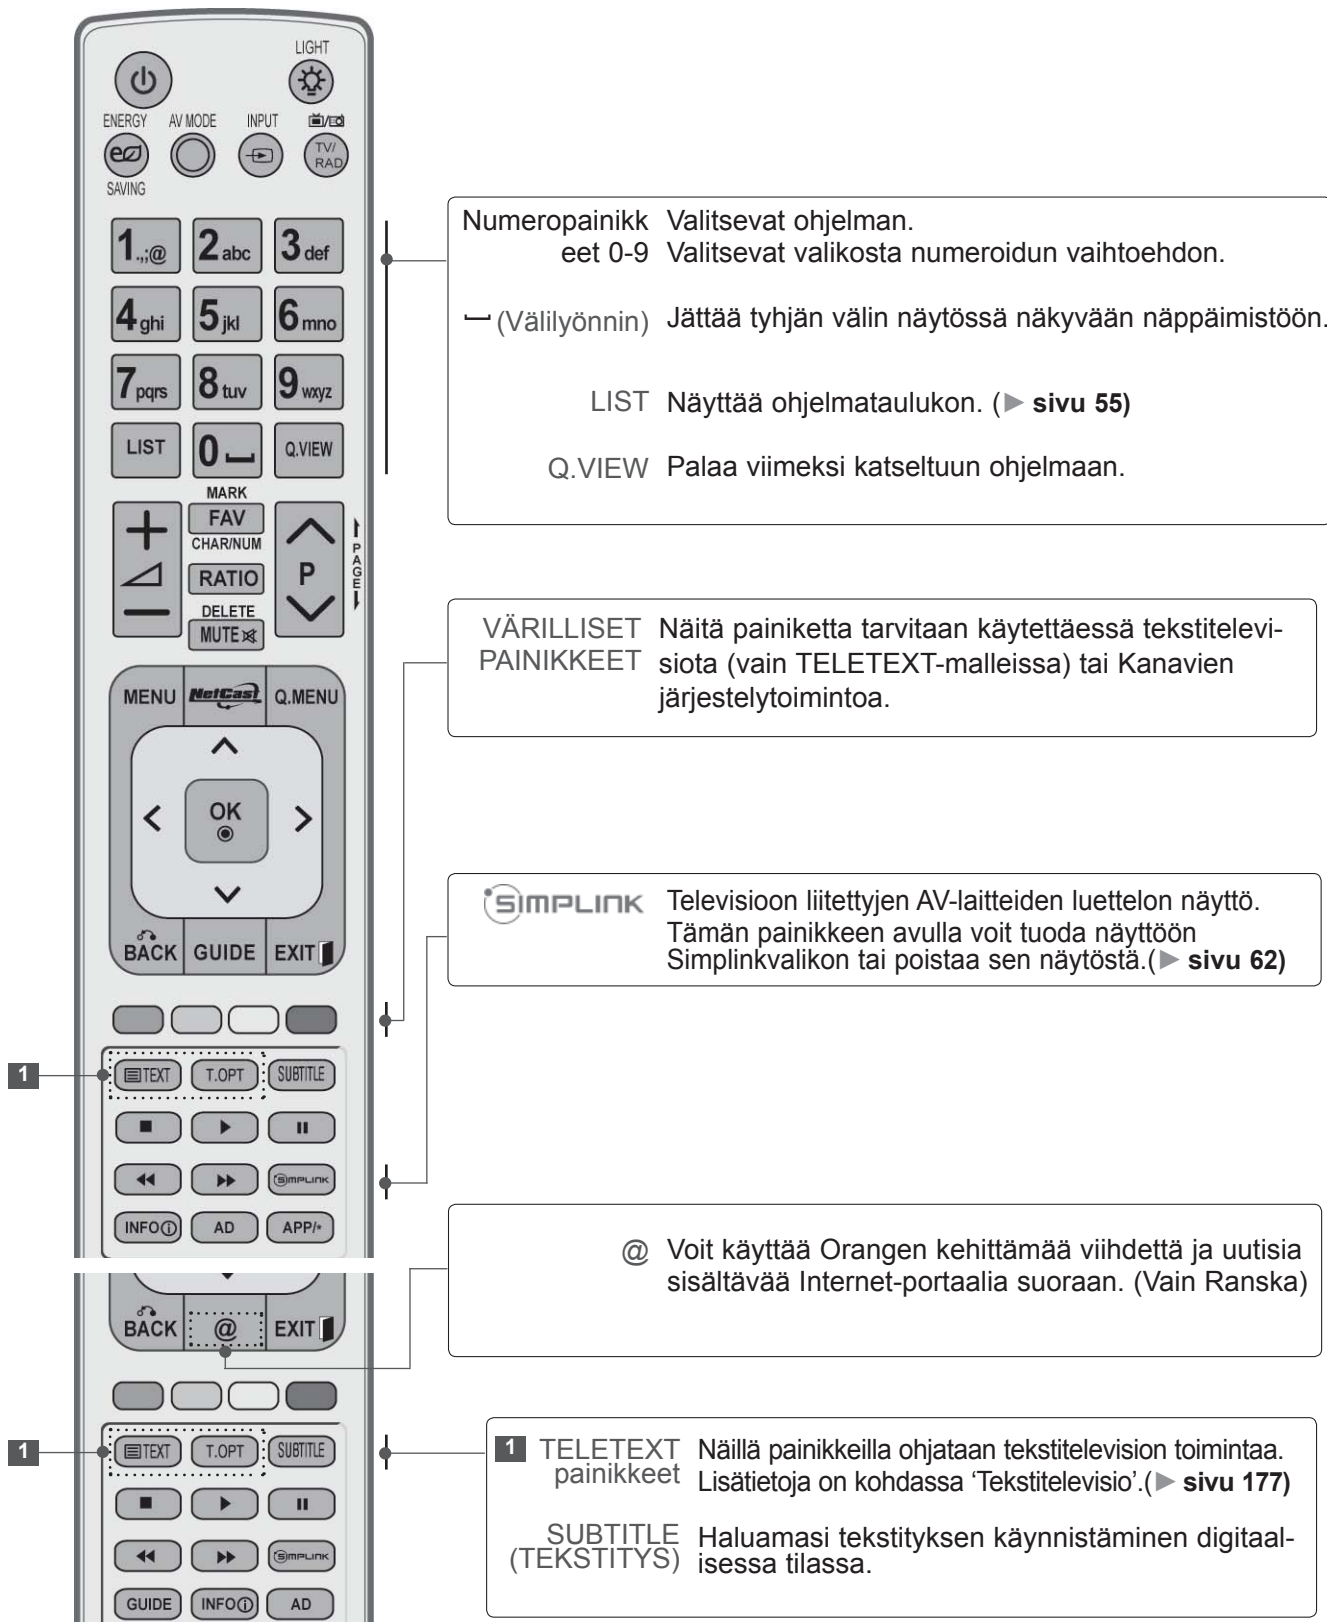 LIGHT
ENERGY AV MODE INPUT
TV/
RAD
SAVING
1.,;@ 2abc 3def
4ghi 5jkl 6mno
7pqrs 8tuv 9wxyz
LIST 0 Q.VIEW
MARK
FAV
CHAR/NUM
RATIO
P
PAGE
DELETE
MUTE
MENU NetCast Q.MENU
OK
BACK GUIDE EXIT
1
TEXT T.OPT SUBTITLE
SIMPLINK
INFO AD APP/*
BACK @ EXIT
1
TEXT T.OPT SUBTITLE
SIMPLINK
GUIDE INFO AD
Numeropainikk Valitsevat ohjelman.
eet 0-9 Valitsevat valikosta numeroidun vaihtoehdon.
(Välilyönnin) Jättää tyhjän välin näytössä näkyvään näppäimistöön.
LIST Näyttää ohjelmataulukon. (► sivu 55)
Q.VIEW Palaa viimeksi katseltuun ohjelmaan.
VÄRILLISET Näitä painiketta tarvitaan käytettäessä tekstitelevi-
PAINIKKEET siota (vain TELETEXT-malleissa) tai Kanavien
järjestelytoimintoa.
SIMPLINK Televisioon liitettyjen AV-laitteiden luettelon näyttö.
Tämän painikkeen avulla voit tuoda näyttöön
Simplinkvalikon tai poistaa sen näytöstä.(► sivu 62)
@ Voit käyttää Orangen kehittämää viihdettä ja uutisia
sisältävää Internet-portaalia suoraan. (Vain Ranska)
1 TELETEXT Näillä painikkeilla ohjataan tekstitelevision toimintaa.
painikkeet Lisätietoja on kohdassa ‘Tekstitelevisio’.(► sivu 177)
SUBTITLE Haluamasi tekstityksen käynnistäminen digitaal-
(TEKSTITYS) isessa tilassa.